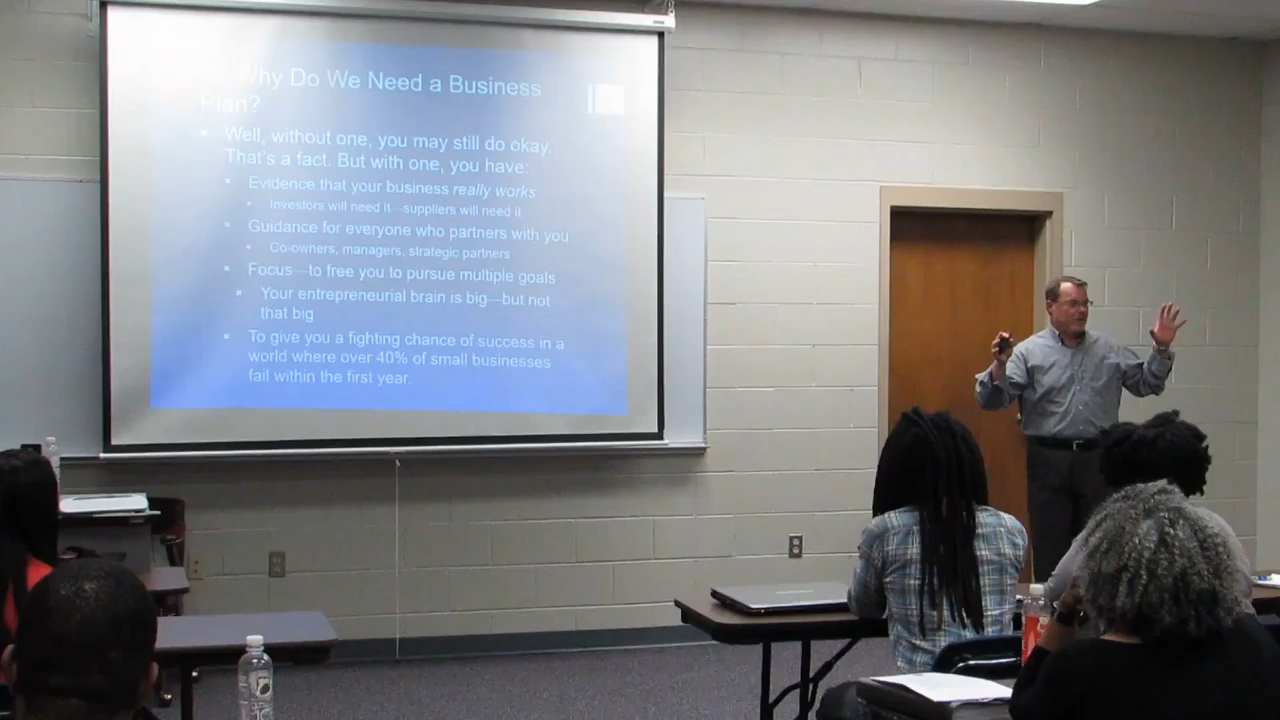 Why Do We Need a Business
Plan?
Well, without one, you may still do okay.
That's a fact. But with one, you have:
Evidence that your business really works
Investors will need it—suppliers will need it
Guidance for everyone who partners with you
Co-owners, managers, strategic partners
Focus—to free you to pursue multiple goals
Your entrepreneurial brain is big—but not
that big
To give you a fighting chance of success in a
world where over 40% of small businesses
fail within the first year.